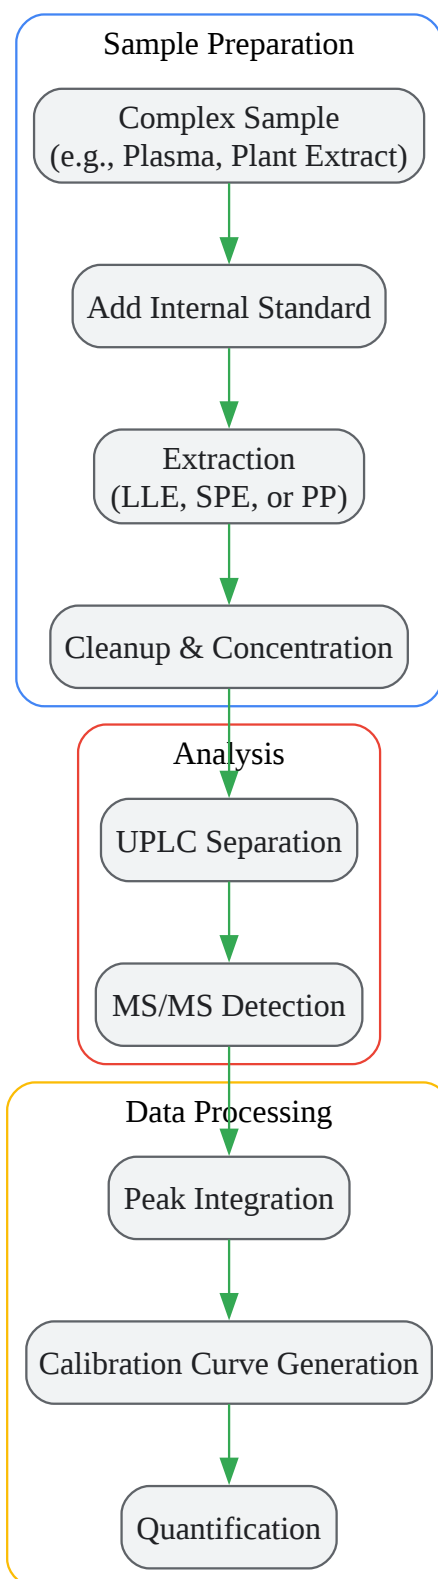 Sample Preparation
Complex Sample
(e.g., Plasma, Plant Extract)
Add Internal Standard
Extraction
(LLE, SPE, or PP)
Cleanup & Concentration
Analysis
UPLC Separation
MS/MS Detection
Data Processing
Peak Integration
Calibration Curve Generation
Quantification